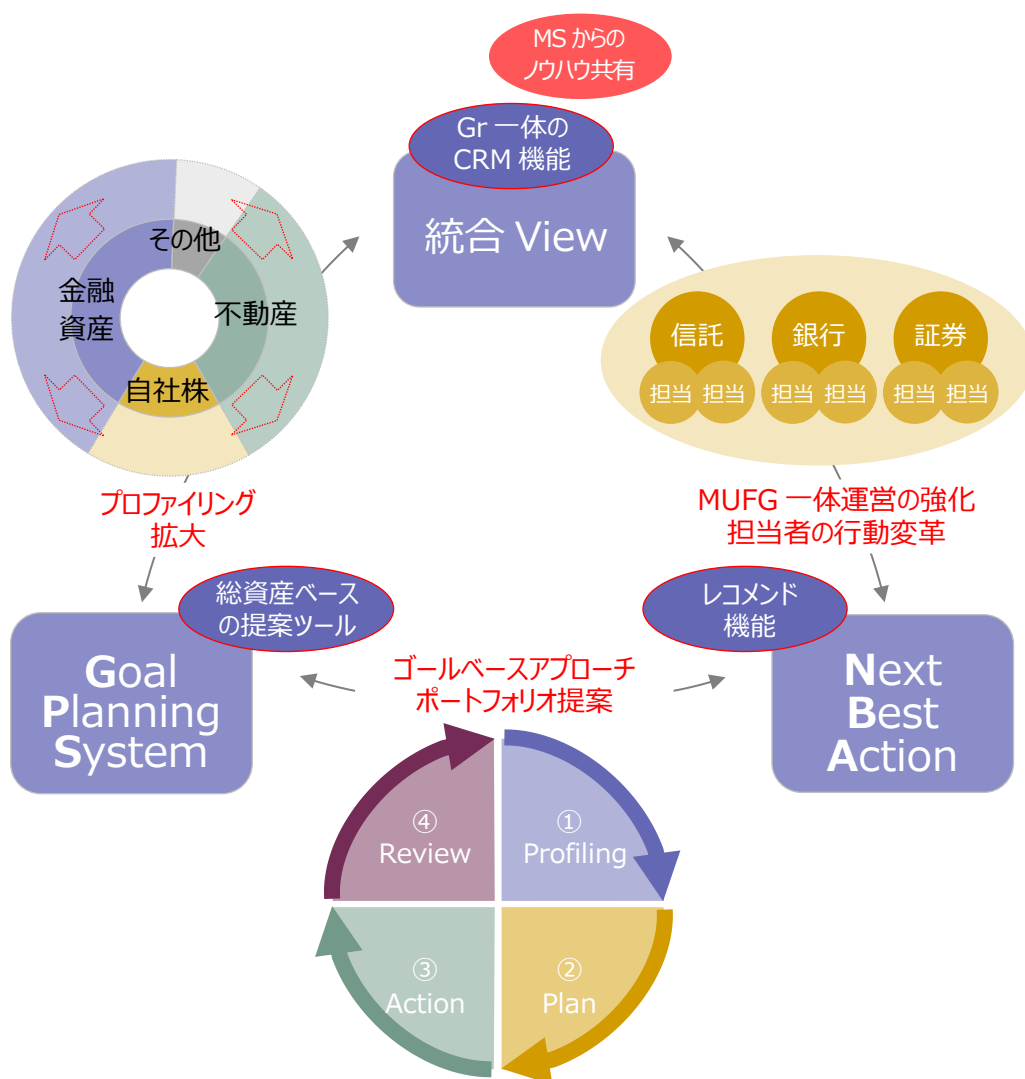 MS からの
ノウハウ共有
Gr 一体の
CRM 機能
統合 View
その他
金融
資産
不動産
自社株
信託
銀行
証券
担当
担当
担当
担当
担当
担当
プロファイリング
拡大
MUFG 一体運営の強化
担当者の行動変革
総資産ベース
の提案ツール
レコメンド
機能
Goal
Planning
System
ゴールベースアプローチ
ポートフォリオ提案
Next
Best
Action
④
Review
①
Profiling
③
Action
②
Plan